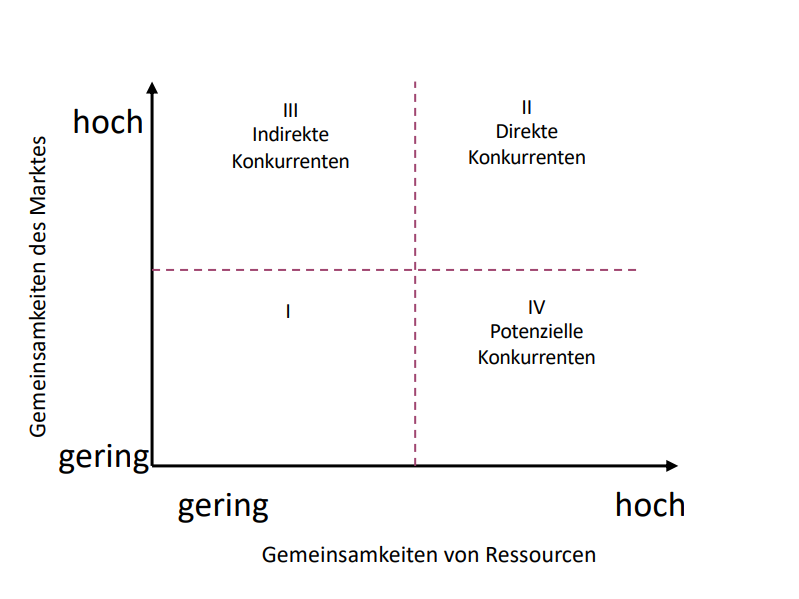 hoch
III
Indirekte
Konkurrenten
II
Direkte
Konkurrenten
Gemeinsamkeiten des Marktes
I
IV
Potenzielle
Konkurrenten
gering
gering
hoch
Gemeinsamkeiten von Ressourcen